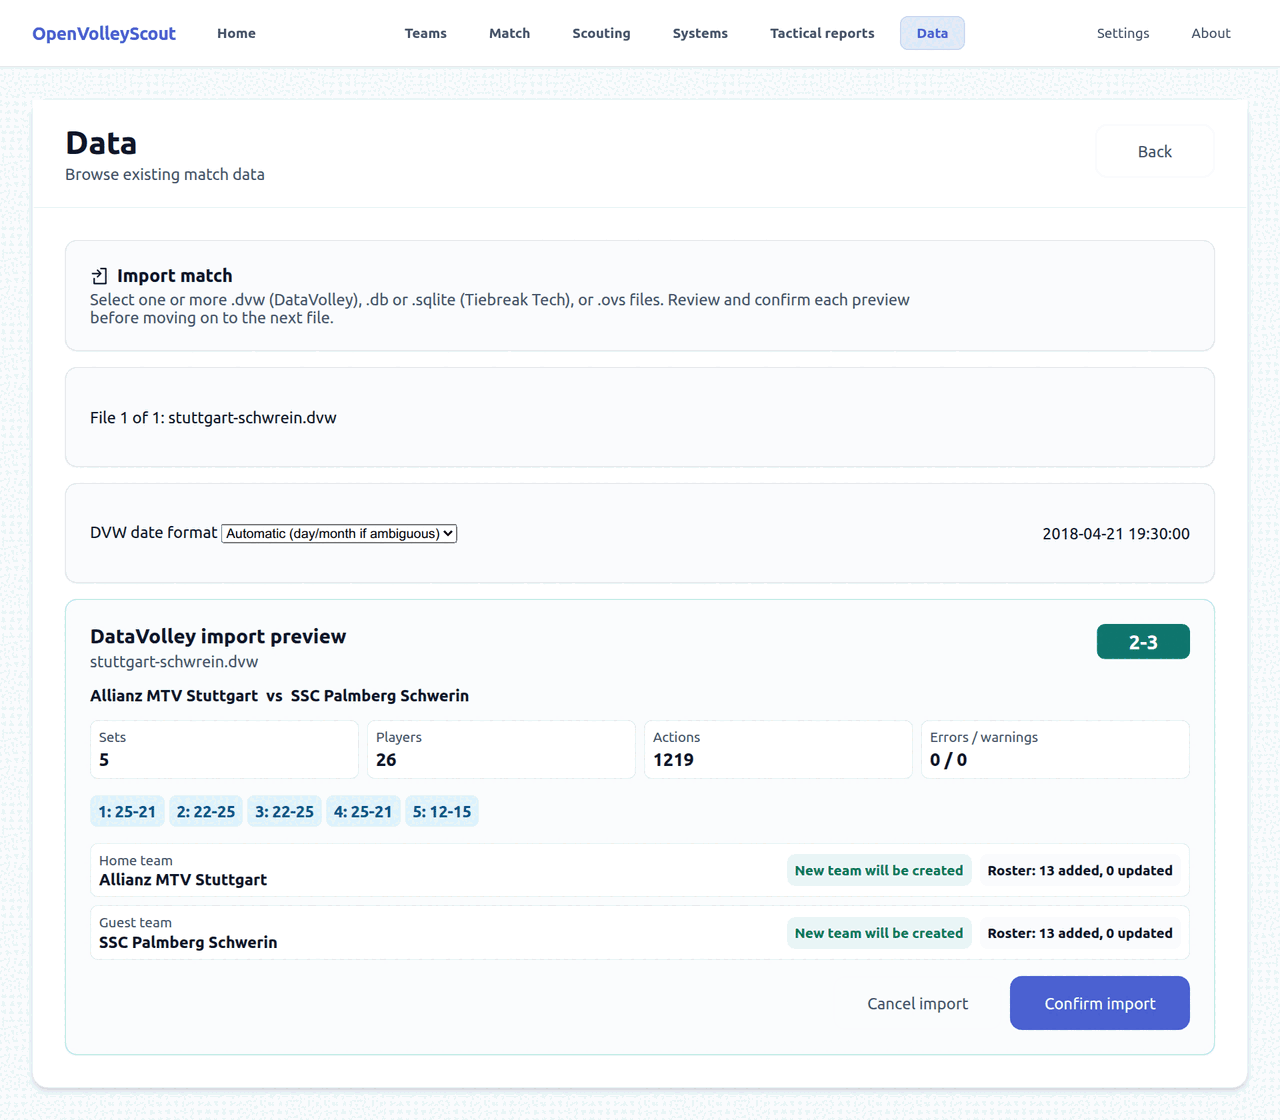 OpenVolleyScout Home Teams Match Scouting Systems Tactical reports Data Settings About
Data
Browse existing match data
Back
Import match
Select one or more .dvw (DataVolley), .db or .sqlite (Tiebreak Tech), or .ovs files. Review and confirm each preview
before moving on to the next file.
File 1 of 1: stuttgart-schwrein.dvw
DVW date format Automatic (day/month if ambiguous) 2018-04-21 19:30:00
DataVolley import preview
2-3
stuttgart-schwrein.dvw
Allianz MTV Stuttgart vs SSC Palmberg Schwerin
Sets Players Actions Errors / warnings
5 26 1219 0 / 0
1: 25-21 2: 22-25 3: 22-25 4: 25-21 5: 12-15
Home team
Allianz MTV Stuttgart
New team will be created Roster: 13 added, 0 updated
Guest team
SSC Palmberg Schwerin
New team will be created Roster: 13 added, 0 updated
Cancel import Confirm import